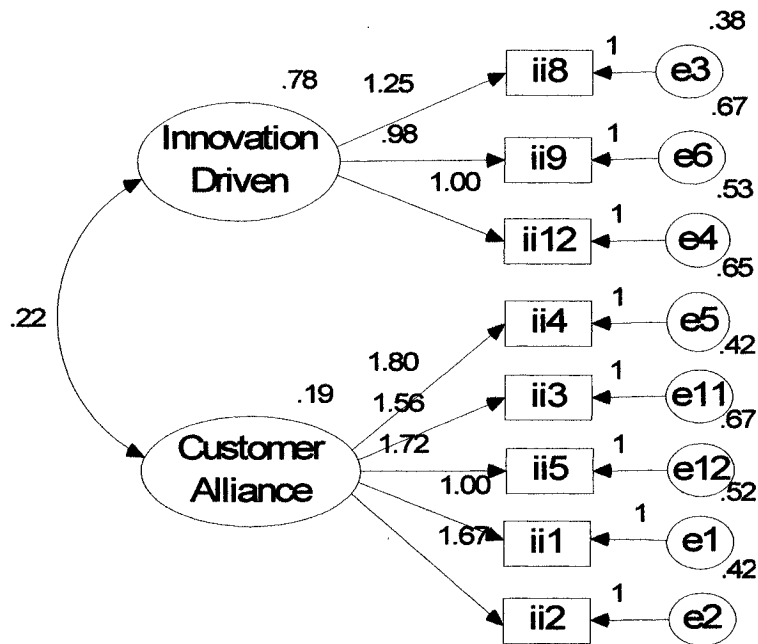 .38
.78
1.25
ii8
1
e3
.67
Innovation
Driven
.98
ii9
1
e6
.53
1.00
ii12
1
e4
.65
.22
1.80
ii4
1
e5
.42
.19
1.56
ii3
1
e11
.67
Customer
Alliance
1.72
ii5
1
e12
.52
1.00
ii1
1
e1
.42
1.67
ii2
1
e2